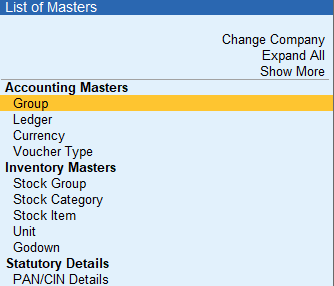 List of Masters
Change Company
Expand All
Show More
Accounting Masters
Group
Ledger
Currency
Voucher Type
Inventory Masters
Stock Group
Stock Category
Stock Item
Unit
Godown
Statutory Details
PAN/CIN Details